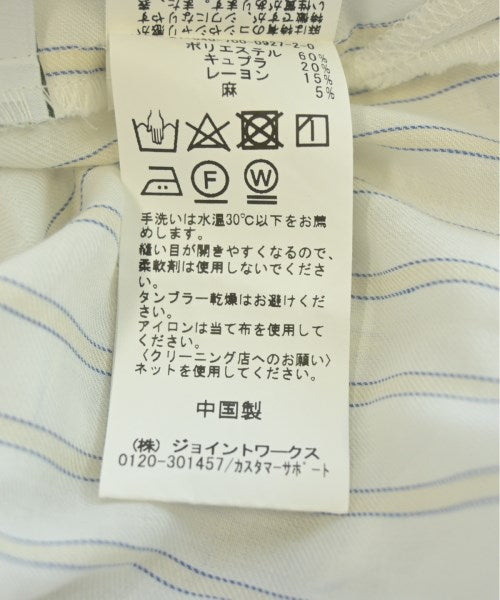 ポリエステル 60%
キュプラ 20%
レーヨン 15%
麻 5%
F W
手洗いは水温30℃以下をお薦
めします。
縫い目が開きやすくなるので、
柔軟剤は使用しないでくださ
い。
タンブラー乾燥はお避けくだ
さい。
アイロンは当て布を使用して
ください。
〈クリーニング店へのお願い〉
ネットを使用してください。
中国製
(株) ジョイントワークス
0120-301457/カスタマーサポート